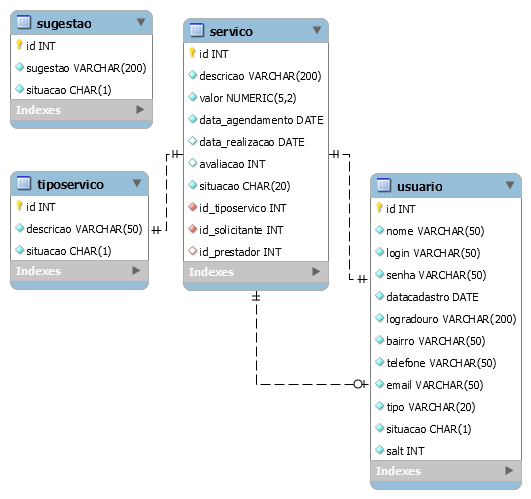 sugestao
id INT
sugestao VARCHAR(200)
situacao CHAR(1)
Indexes
tiposervico
id INT
descricao VARCHAR(50)
situacao CHAR(1)
Indexes
servico
id INT
descricao VARCHAR(200)
valor NUMERIC(5,2)
data_agendamento DATE
data_realizacao DATE
avaliacao INT
situacao CHAR(20)
id_tiposervico INT
id_solicitante INT
id_prestador INT
Indexes
usuario
id INT
nome VARCHAR(50)
login VARCHAR(50)
senha VARCHAR(50)
datacadastro DATE
logradouro VARCHAR(200)
bairro VARCHAR(50)
telefone VARCHAR(50)
email VARCHAR(50)
tipo VARCHAR(20)
situacao CHAR(1)
salt INT
Indexes